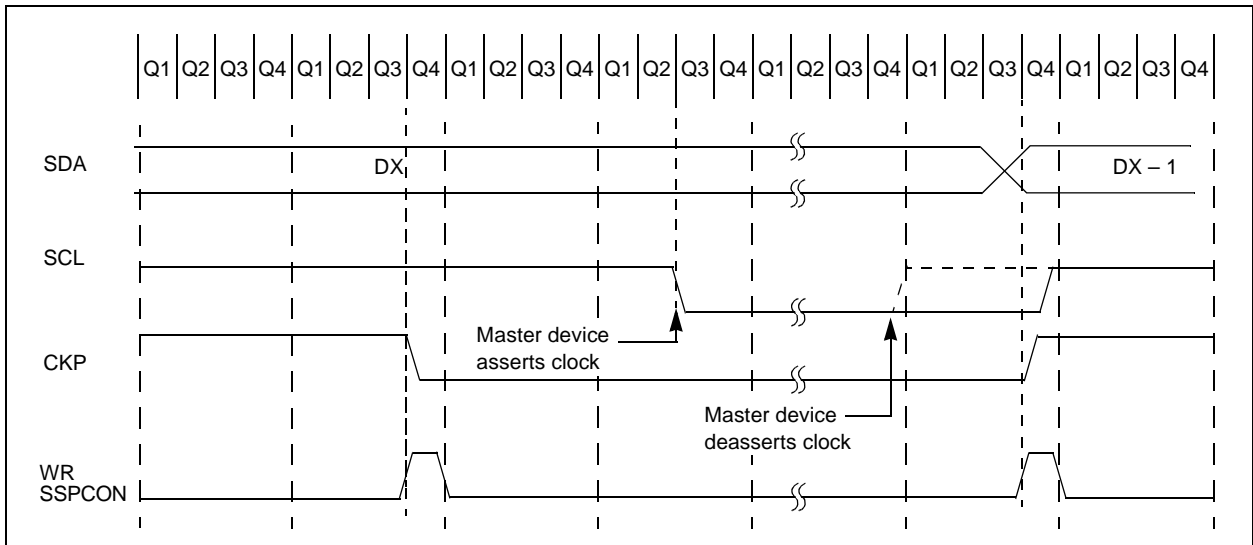 Q1 Q2 Q3 Q4 Q1 Q2 Q3 Q4 Q1 Q2 Q3 Q4 Q1 Q2 Q3 Q4 Q1 Q2 Q3 Q4 Q1 Q2 Q3 Q4 Q1 Q2 Q3 Q4
SDA
DX
DX – 1
SCL
Master device
asserts clock
CKP
Master device
deasserts clock
WR
SSPCON